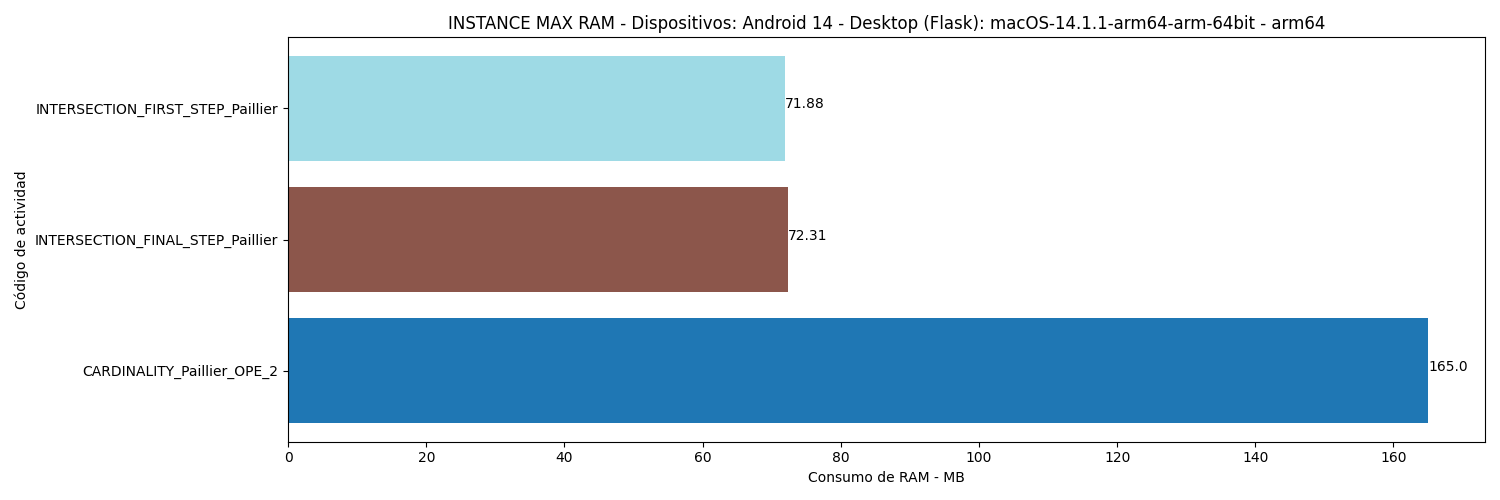 INSTANCE MAX RAM - Dispositivos: Android 14 - Desktop (Flask): macOS-14.1.1-arm64-arm-64bit - arm64
Código de actividad
INTERSECTION_FIRST_STEP_Paillier
71.88
INTERSECTION_FINAL_STEP_Paillier
72.31
CARDINALITY_Paillier_OPE_2
165.0
0 20 40 60 80 100 120 140 160
Consumo de RAM - MB